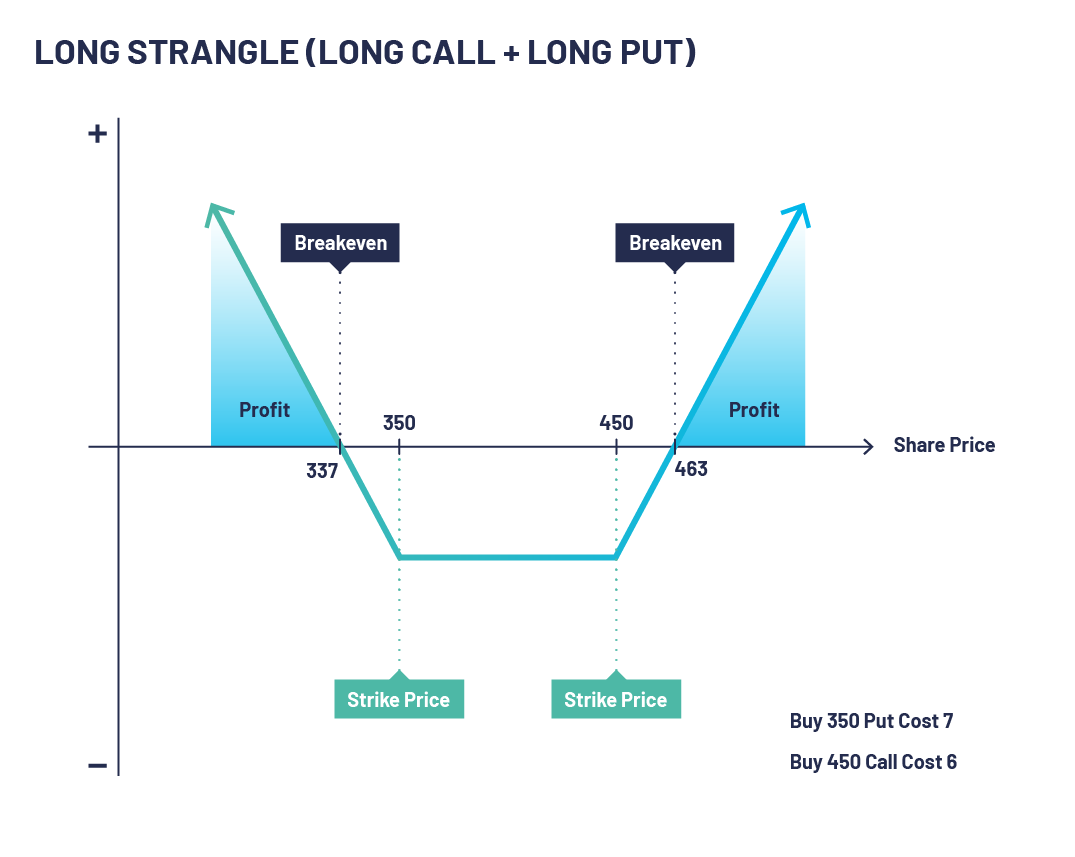 LONG STRANGLE (LONG CALL + LONG PUT)
+
Breakeven
Breakeven
Profit
Profit
350
450
Share Price
337
463
Strike Price
Strike Price
Buy 350 Put Cost 7
Buy 450 Call Cost 6
–